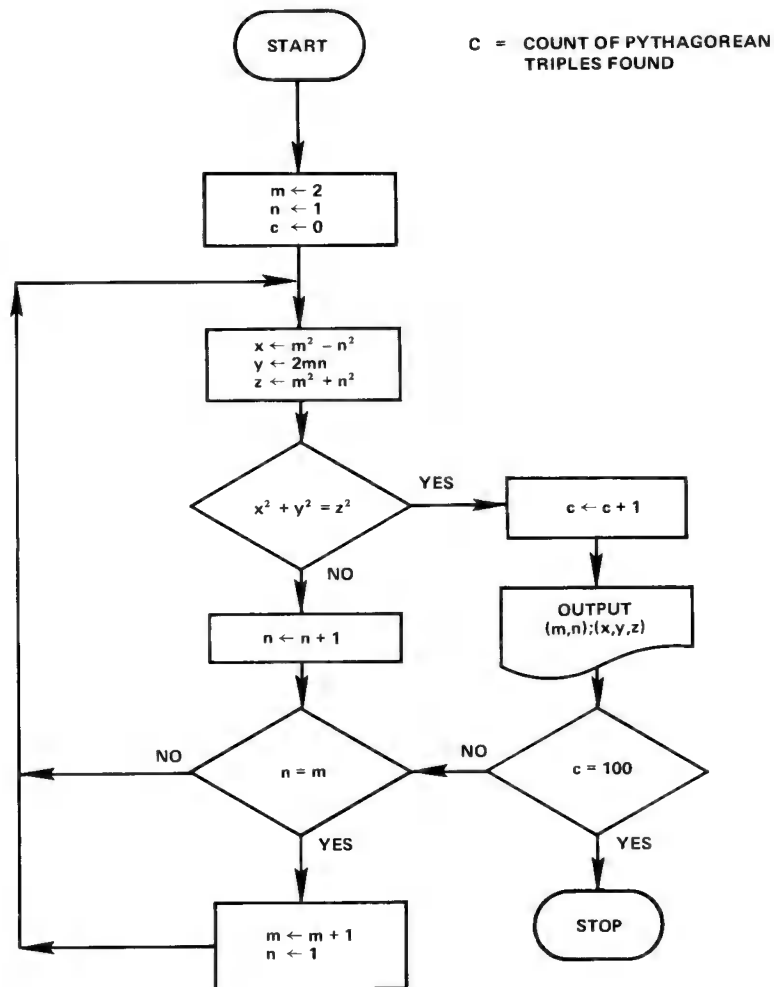 START
C = COUNT OF PYTHAGOREAN
TRIPLES FOUND
m ← 2
n ← 1
c ← 0
x ← m² − n²
y ← 2mn
z ← m² + n²
x² + y² = z²
YES
c ← c + 1
NO
n ← n + 1
OUTPUT
(m,n);(x,y,z)
NO
n = m
NO
c = 100
YES
YES
m ← m + 1
n ← 1
STOP